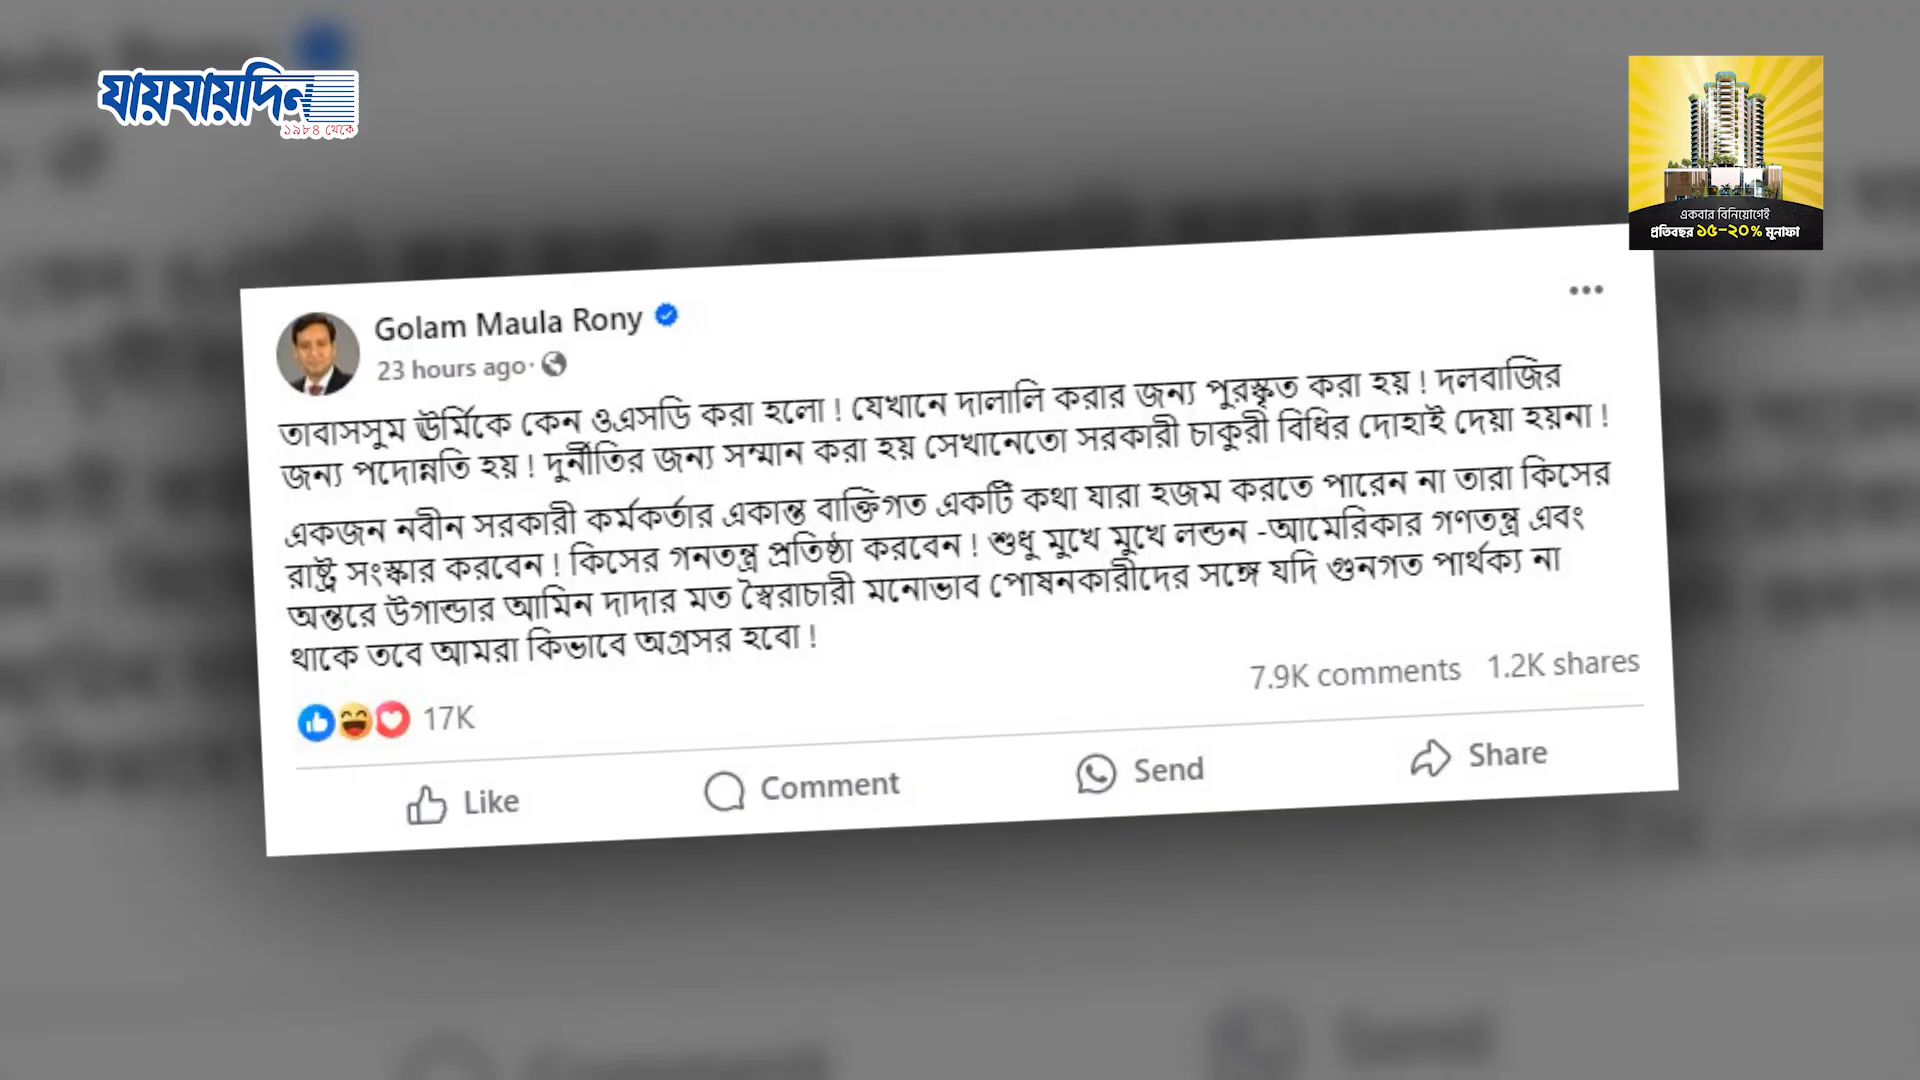 যায়যায়দিন
১৯৮৪ থেকে
একবার বিনিয়োগেই
প্রতিবছর ১৫-২০% মুনাফা
Golam Maula Rony
23 hours ago ·
তাবাসসুম ঊর্মিকে কেন ওএসডি করা হলো ! যেখানে দালালি করার জন্য পুরস্কৃত করা হয় ! দলবাজির
জন্য পদোন্নতি হয় ! দুর্নীতির জন্য সম্মান করা হয় সেখানেতো সরকারী চাকুরী বিধির দোহাই দেয়া হয়না !
একজন নবীন সরকারী কর্মকর্তার একান্ত ব্যক্তিগত একটি কথা যারা হজম করতে পারেন না তারা কিসের
রাষ্ট্র সংস্কার করবেন ! কিসের গনতন্ত্র প্রতিষ্ঠা করবেন ! শুধু মুখে মুখে লন্ডন -আমেরিকার গণতন্ত্র এবং
অন্তরে উগান্ডার আমিন দাদার মত স্বৈরাচারী মনোভাব পোষনকারীদের সঙ্গে যদি গুনগত পার্থক্য না
থাকে তবে আমরা কিভাবে অগ্রসর হবো !
17K
7.9K comments 1.2K shares
Like Comment Send Share